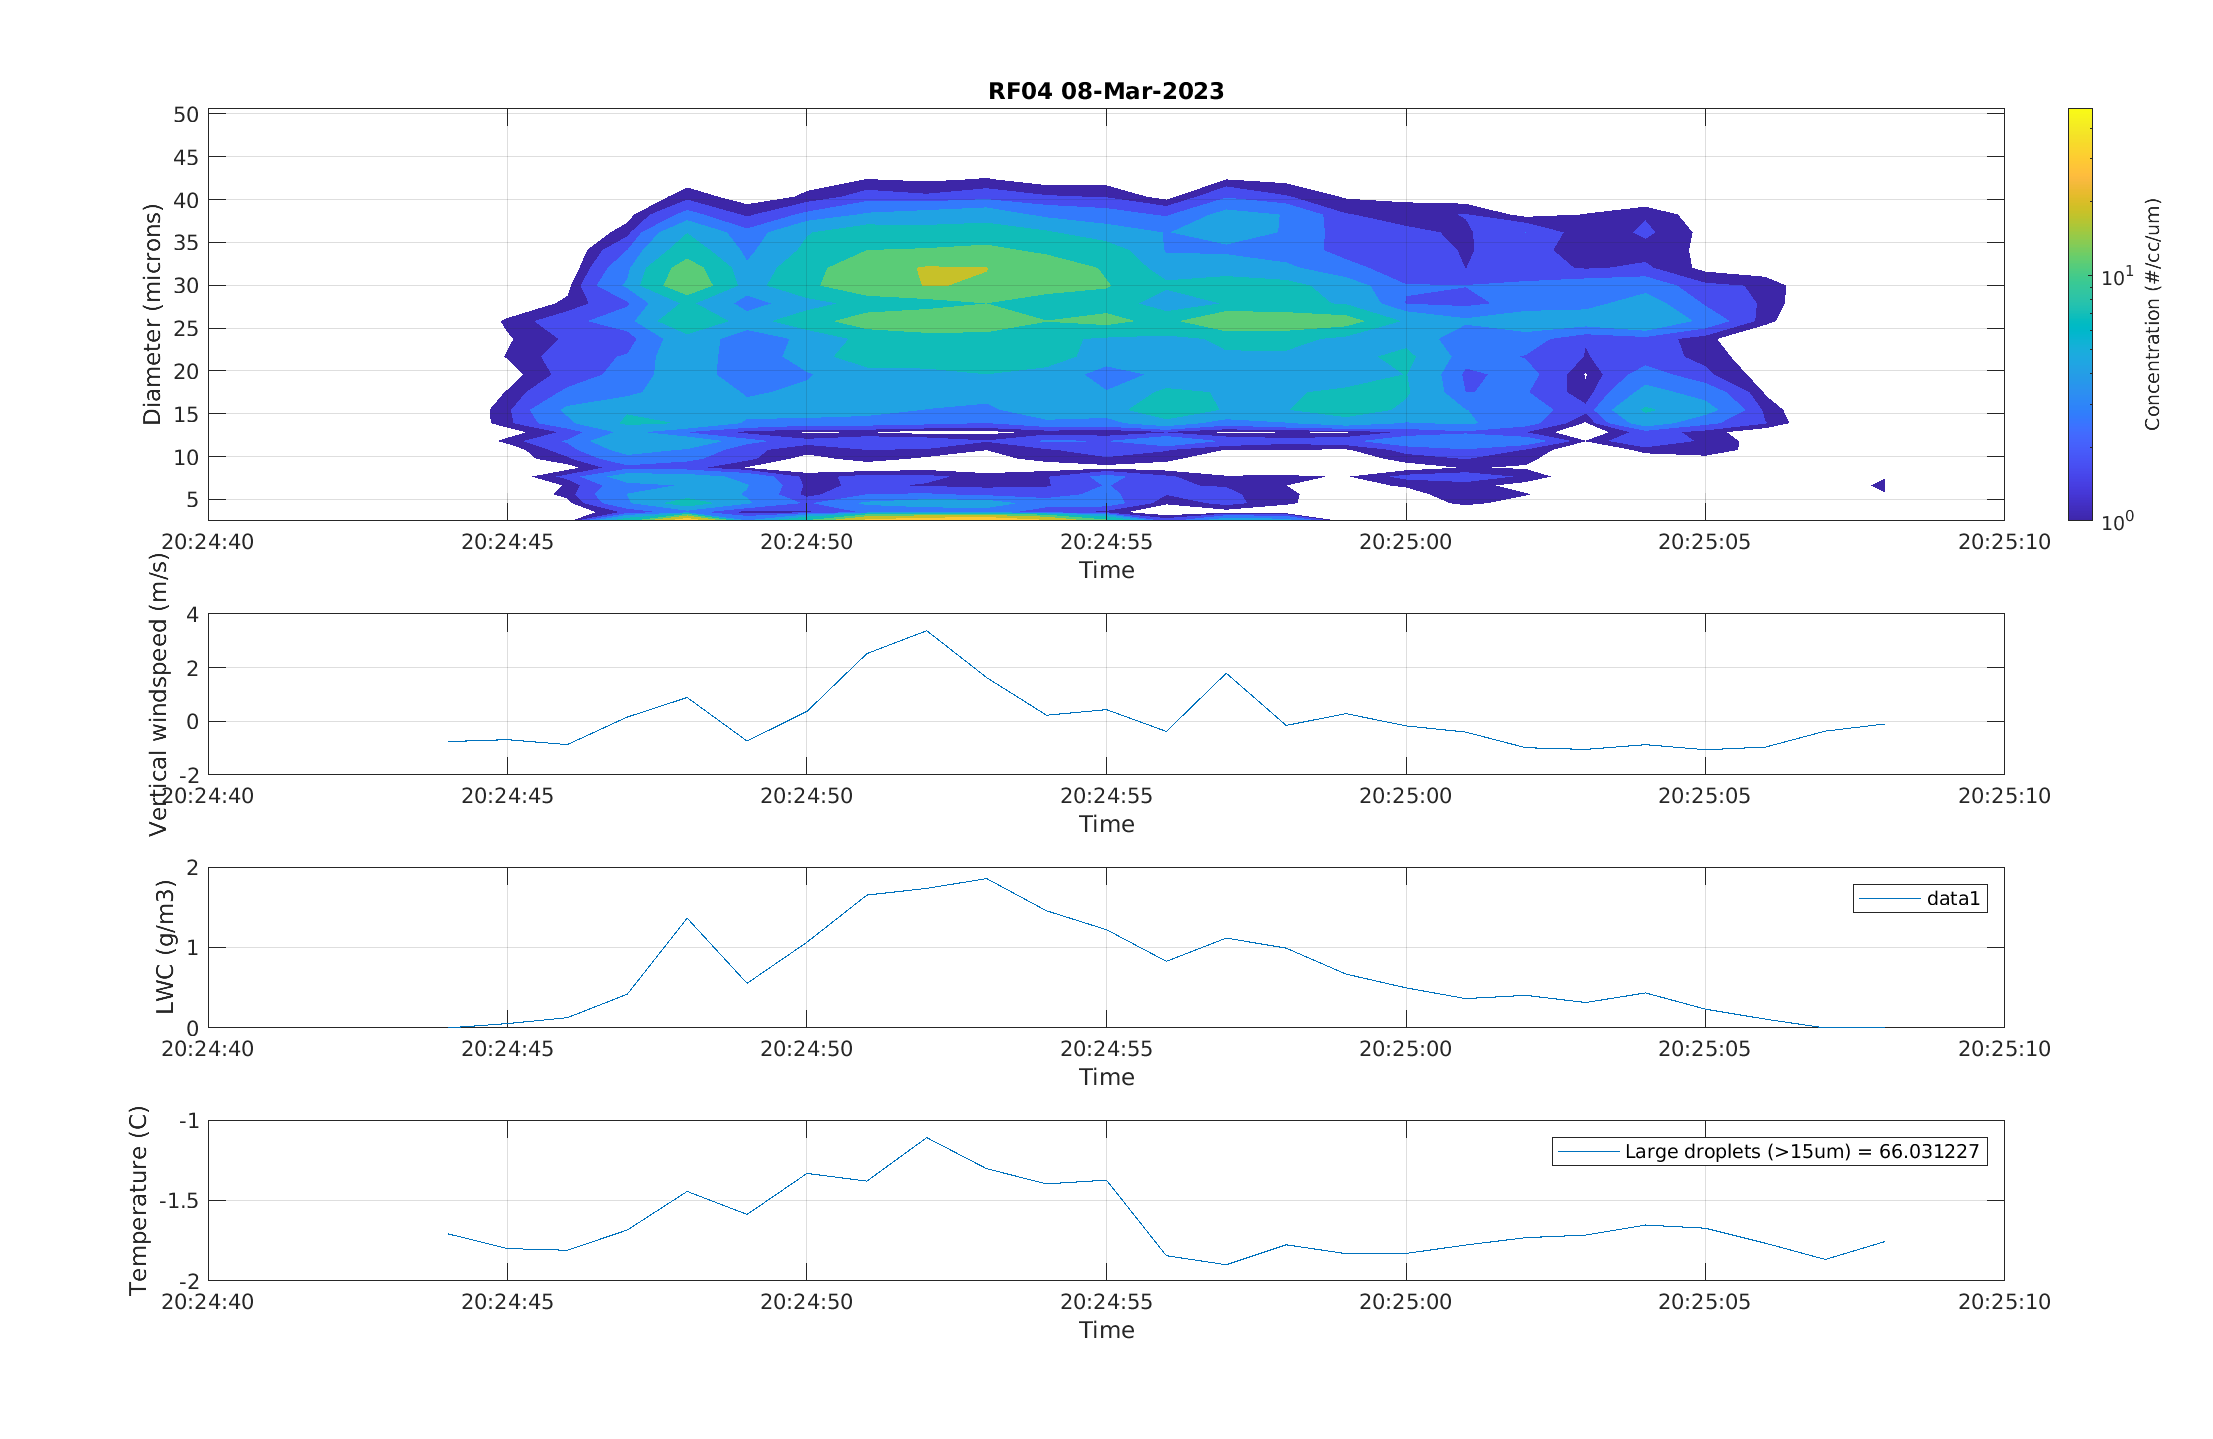 RF04 08-Mar-2023
Diameter (microns)
50
45
40
35
30
25
20
15
10
5
20:24:40 20:24:45 20:24:50 20:24:55 20:25:00 20:25:05 20:25:10
Time
10^1
10^0
Concentration (#/cc/um)
Vertical windspeed (m/s)
4
2
0
-2
20:24:40 20:24:45 20:24:50 20:24:55 20:25:00 20:25:05 20:25:10
Time
LWC (g/m3)
2
1
0
data1
20:24:40 20:24:45 20:24:50 20:24:55 20:25:00 20:25:05 20:25:10
Time
Temperature (C)
-1
-1.5
-2
Large droplets (>15um) = 66.031227
20:24:40 20:24:45 20:24:50 20:24:55 20:25:00 20:25:05 20:25:10
Time